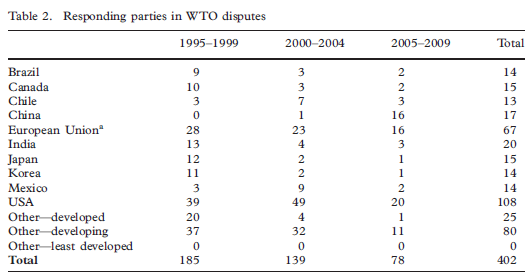 Table 2. Responding parties in WTO disputes
1995–1999 2000–2004 2005–2009 Total
Brazil 9 3 2 14
Canada 10 3 2 15
Chile 3 7 3 13
China 0 1 16 17
European Unionᵃ 28 23 16 67
India 13 4 3 20
Japan 12 2 1 15
Korea 11 2 1 14
Mexico 3 9 2 14
USA 39 49 20 108
Other—developed 20 4 1 25
Other—developing 37 32 11 80
Other—least developed 0 0 0 0
Total 185 139 78 402